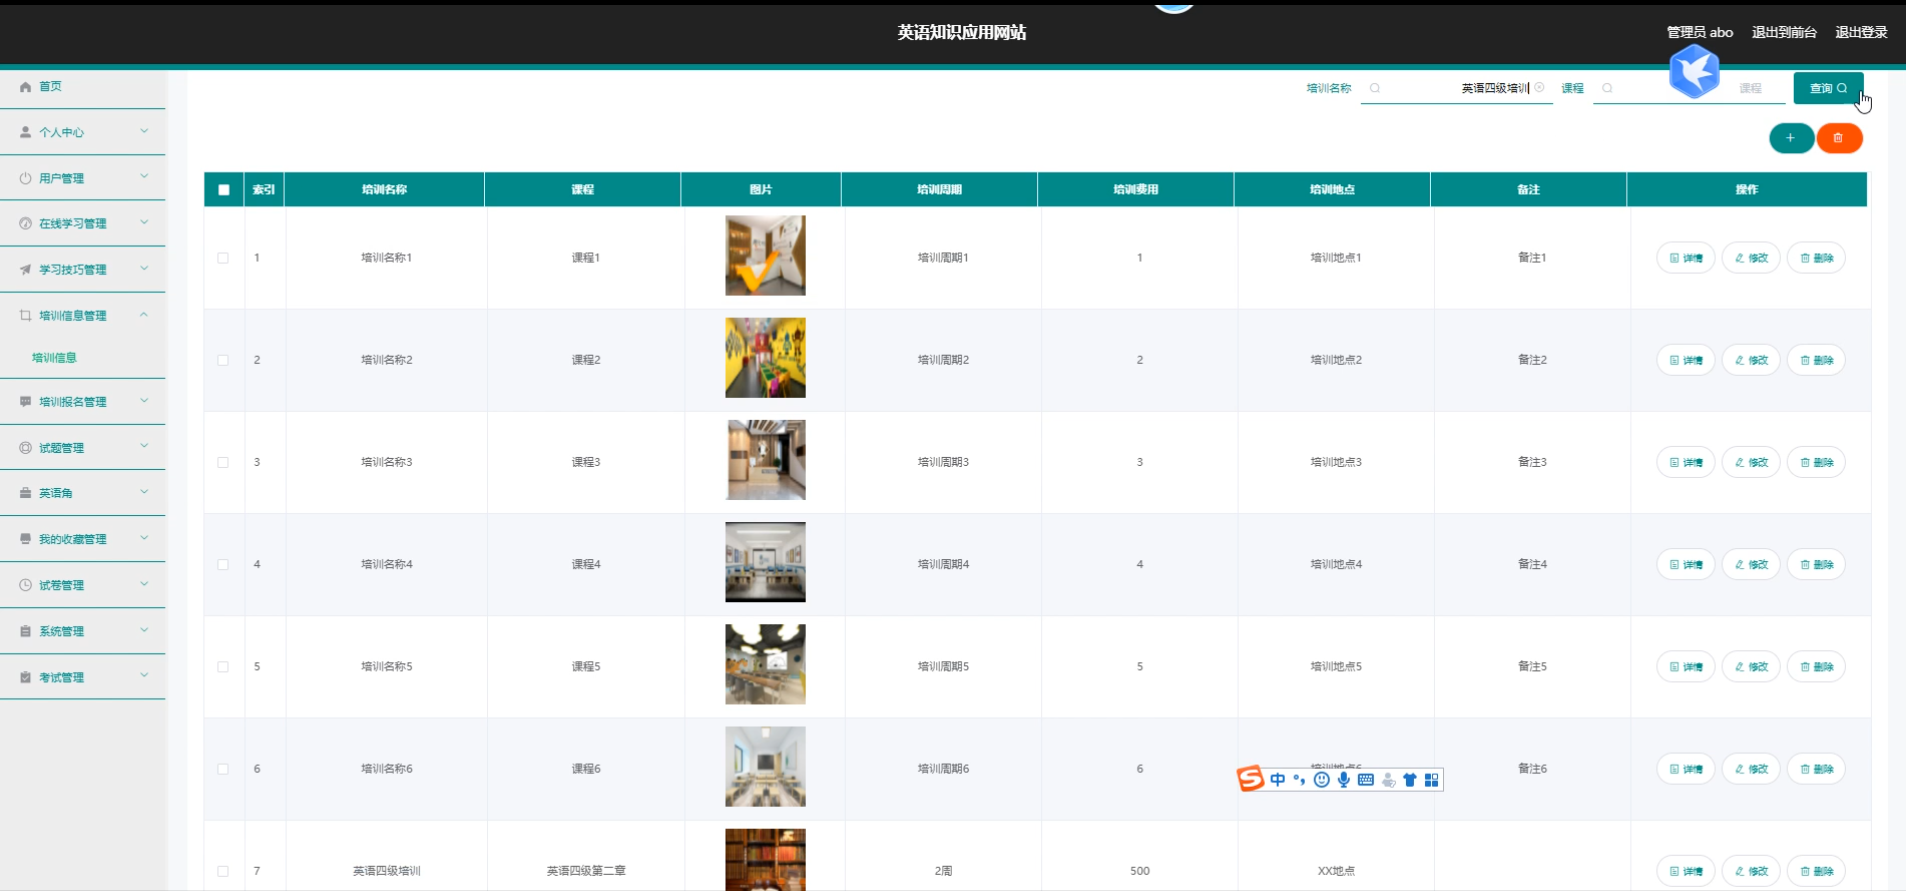 英语知识应用网站
管理员 abo 退出到前台 退出登录
首页
个人中心
用户管理
在线学习管理
学习技巧管理
培训信息管理
培训信息
培训报名管理
试题管理
英语角
我的收藏管理
试卷管理
系统管理
考试管理
培训名称 英语四级培训 课程 课程 查询
索引 培训名称 课程 图片 培训周期 培训费用 培训地点 备注 操作
1 培训名称1 课程1 培训周期1 1 培训地点1 备注1 详情 修改 删除
2 培训名称2 课程2 培训周期2 2 培训地点2 备注2 详情 修改 删除
3 培训名称3 课程3 培训周期3 3 培训地点3 备注3 详情 修改 删除
4 培训名称4 课程4 培训周期4 4 培训地点4 备注4 详情 修改 删除
5 培训名称5 课程5 培训周期5 5 培训地点5 备注5 详情 修改 删除
6 培训名称6 课程6 培训周期6 6 培训地点6 备注6 详情 修改 删除
中
7 英语四级培训 英语四级第二章 2周 500 XX地点 详情 修改 删除